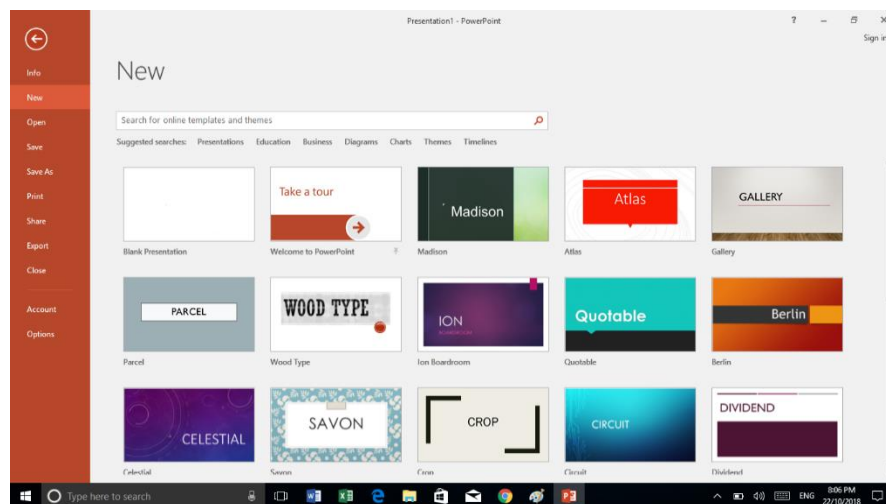 Presentation1 - PowerPoint
?
Sign in
Info
New
Open
Save
Save As
Print
Share
Export
Close
Account
Options
New
Search for online templates and themes
Suggested searches: Presentations Education Business Diagrams Charts Themes Timelines
Blank Presentation
Take a tour
Welcome to PowerPoint
Madison
Madison
Atlas
Atlas
GALLERY
Gallery
PARCEL
Parcel
WOOD TYPE
Wood Type
ION
BOARDROOM
Ion Boardroom
Quotable
Quotable
Berlin
Berlin
CELESTIAL
Celestial
SAVON
Savon
CROP
Crop
CIRCUIT
Circuit
DIVIDEND
Dividend
Type here to search
ENG
8:06 PM
22/10/2018